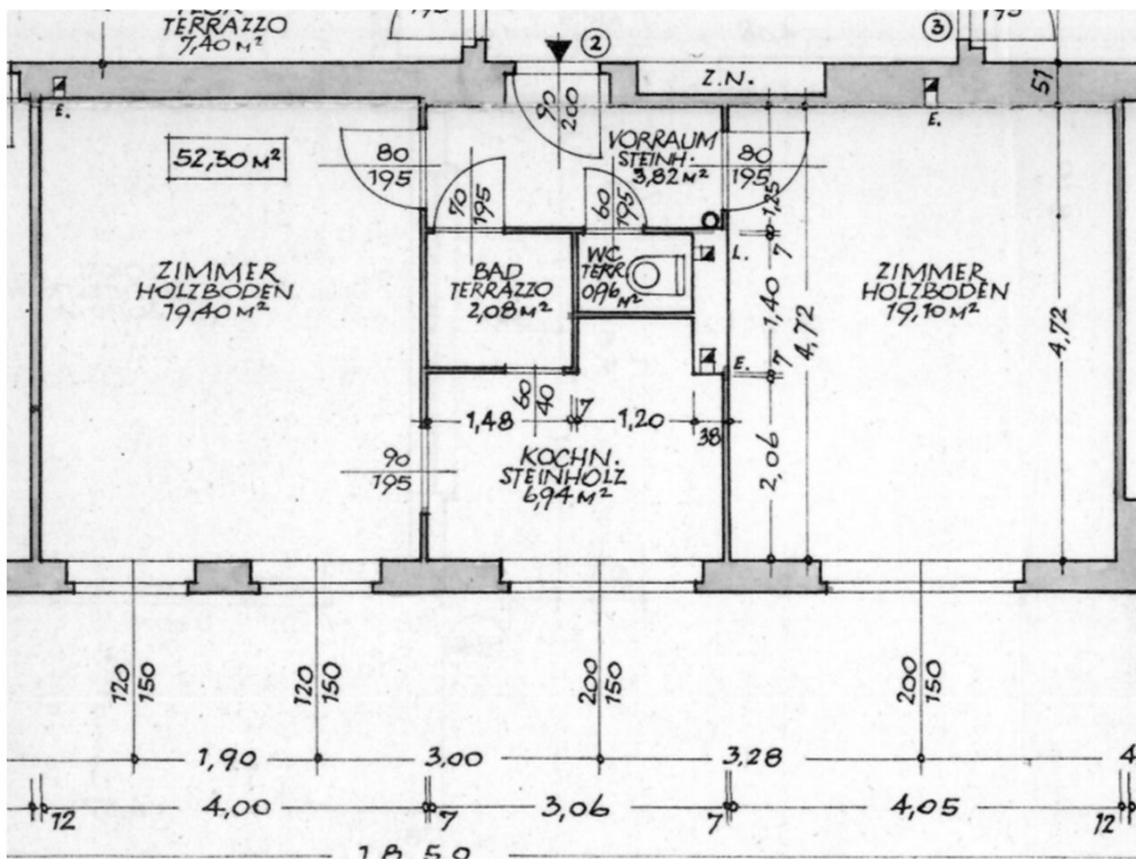 TERRAZZO
7,40 M²
2
3
Z.N.
E.
E.
51
90
200
VORRAUM
STEINH.
3,82 M²
52,30 M²
80
195
80
195
70
195
60
195
1,25
7
L.
WC
TERR.
0,96 M²
BAD
TERRAZZO
2,08 M²
ZIMMER
HOLZBODEN
19,40 M²
ZIMMER
HOLZBODEN
19,10 M²
1,40
4,72
4,72
7
E.
60
40
1,48
7
1,20
38
90
195
KOCHN.
STEINHOLZ
6,94 M²
2,06
120
150
120
150
200
150
200
150
1,90
3,00
3,28
4
12
4,00
7
3,06
7
4,05
12
18,50